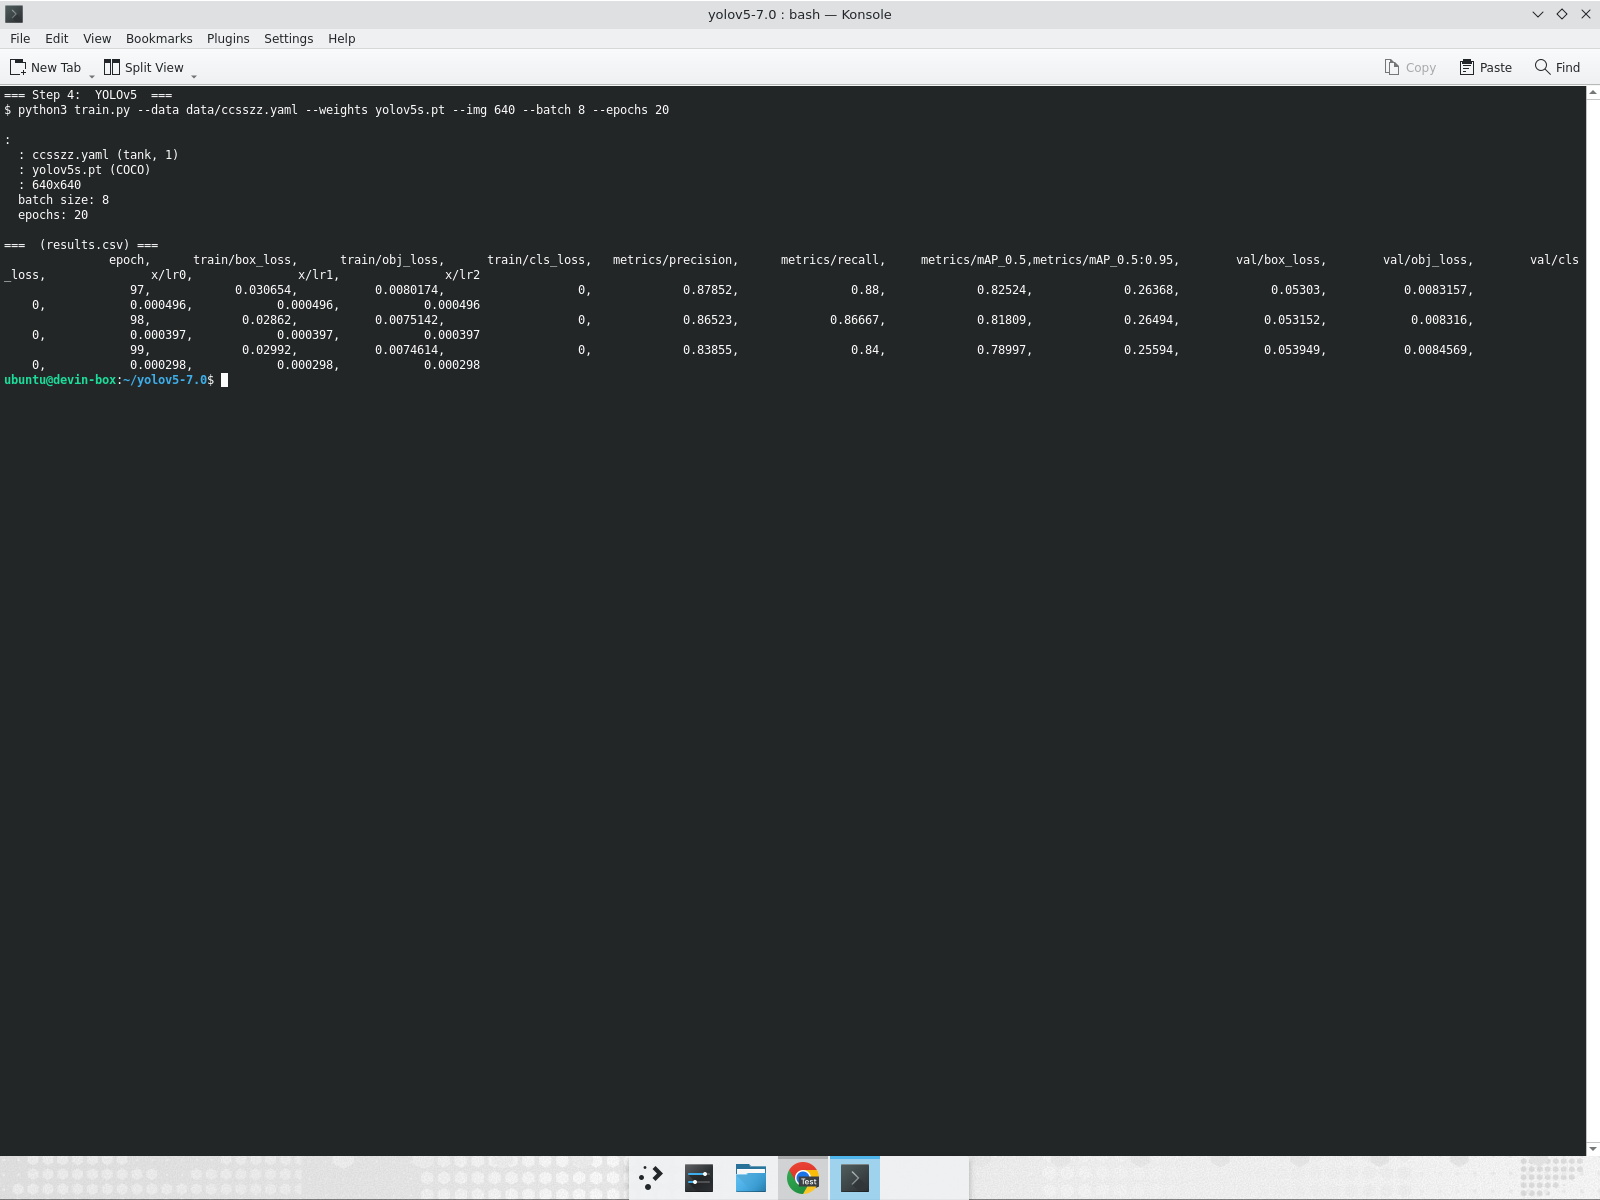 yolov5-7.0 : bash — Konsole
File Edit View Bookmarks Plugins Settings Help
New Tab Split View Copy Paste Find
=== Step 4:  YOLOv5  ===
$ python3 train.py --data data/ccsszz.yaml --weights yolov5s.pt --img 640 --batch 8 --epochs 20
:
: ccsszz.yaml (tank, 1)
: yolov5s.pt (COCO)
: 640x640
batch size: 8
epochs: 20
===  (results.csv) ===
epoch, train/box_loss, train/obj_loss, train/cls_loss, metrics/precision, metrics/recall, metrics/mAP_0.5,metrics/mAP_0.5:0.95, val/box_loss, val/obj_loss, val/cls
_loss, x/lr0, x/lr1, x/lr2
97, 0.030654, 0.0080174, 0, 0.87852, 0.88, 0.82524, 0.26368, 0.05303, 0.0083157,
0, 0.000496, 0.000496, 0.000496
98, 0.02862, 0.0075142, 0, 0.86523, 0.86667, 0.81809, 0.26494, 0.053152, 0.008316,
0, 0.000397, 0.000397, 0.000397
99, 0.02992, 0.0074614, 0, 0.83855, 0.84, 0.78997, 0.25594, 0.053949, 0.0084569,
0, 0.000298, 0.000298, 0.000298
ubuntu@devin-box:~/yolov5-7.0$
Test